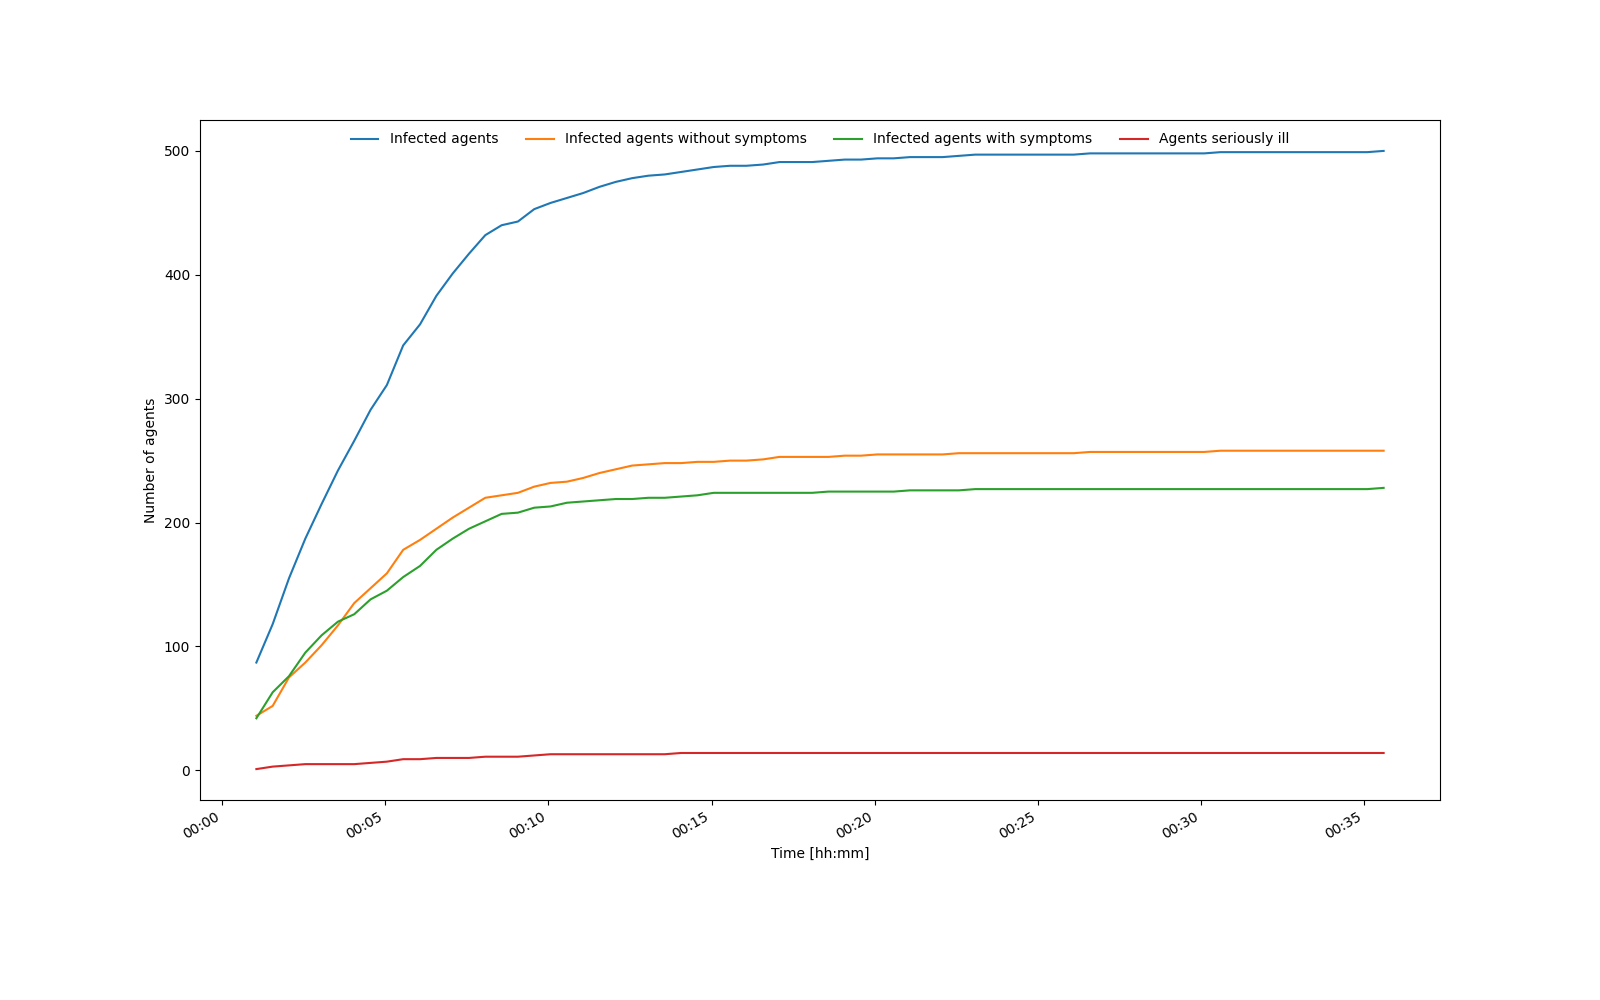 Infected agents Infected agents without symptoms Infected agents with symptoms Agents seriously ill
500
400
300
200
100
0
Number of agents
00:00 00:05 00:10 00:15 00:20 00:25 00:30 00:35
Time [hh:mm]